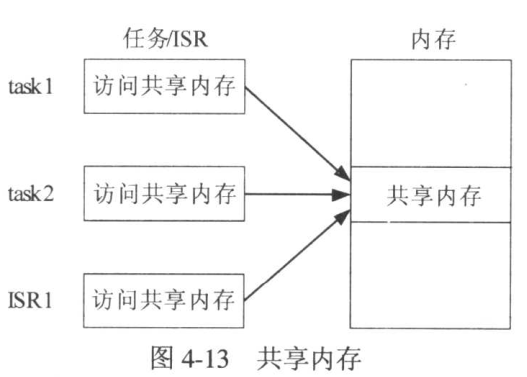 任务/ISR 内存
task1 访问共享内存
task2 访问共享内存 共享内存
ISR1 访问共享内存
图 4-13 共享内存